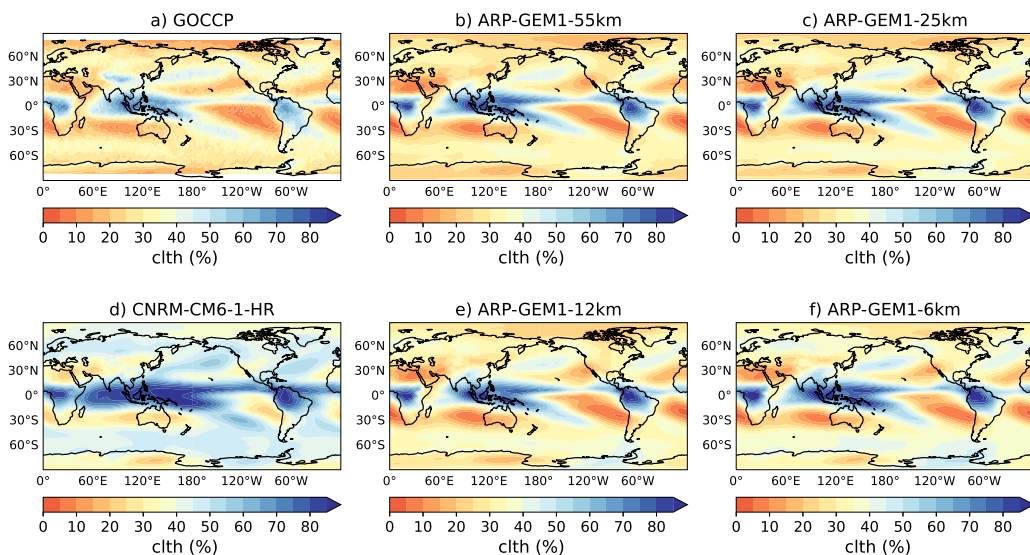 a) GOCCP
b) ARP-GEM1-55km
c) ARP-GEM1-25km
60°N
30°N
0°
30°S
60°S
0° 60°E 120°E 180° 120°W 60°W
60°N
30°N
0°
30°S
60°S
0° 60°E 120°E 180° 120°W 60°W
60°N
30°N
0°
30°S
60°S
0° 60°E 120°E 180° 120°W 60°W
0 10 20 30 40 50 60 70 80
clth (%)
0 10 20 30 40 50 60 70 80
clth (%)
0 10 20 30 40 50 60 70 80
clth (%)
d) CNRM-CM6-1-HR
e) ARP-GEM1-12km
f) ARP-GEM1-6km
60°N
30°N
0°
30°S
60°S
0° 60°E 120°E 180° 120°W 60°W
60°N
30°N
0°
30°S
60°S
0° 60°E 120°E 180° 120°W 60°W
60°N
30°N
0°
30°S
60°S
0° 60°E 120°E 180° 120°W 60°W
0 10 20 30 40 50 60 70 80
clth (%)
0 10 20 30 40 50 60 70 80
clth (%)
0 10 20 30 40 50 60 70 80
clth (%)